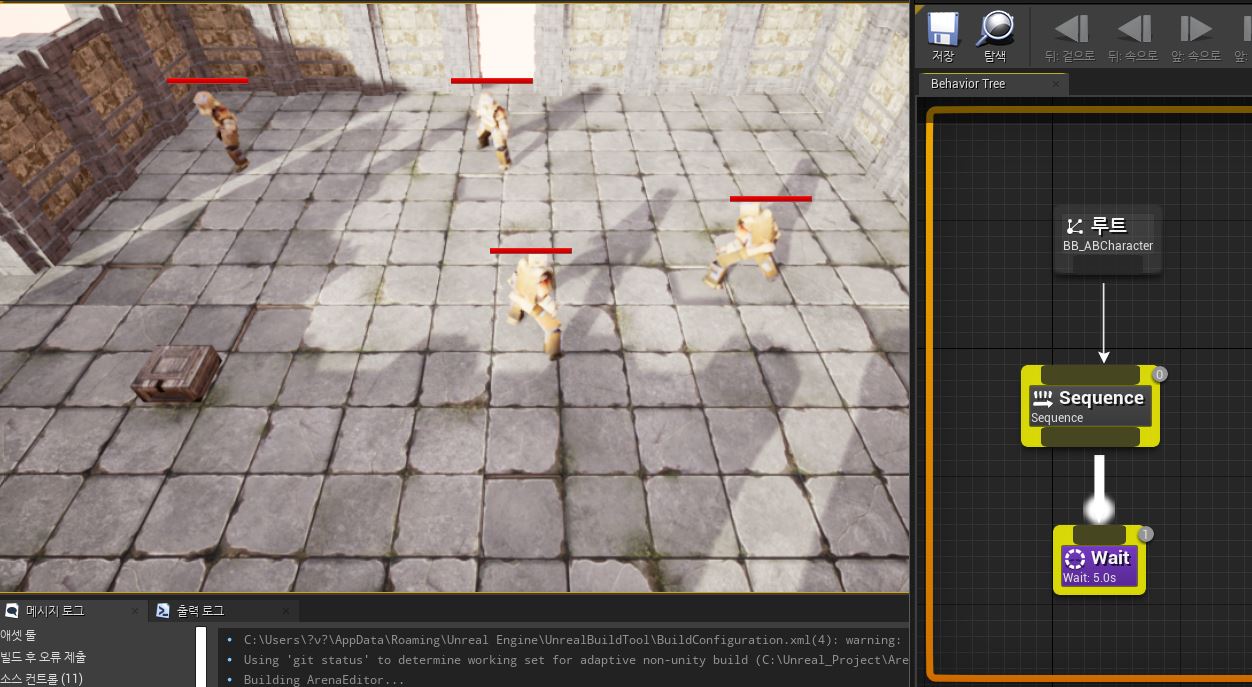 저장
탐색
뒤: 겉으로
뒤: 속으로
앞: 속으로
앞:
Behavior Tree
루트
BB_ABCharacter
0
Sequence
Sequence
1
Wait
Wait: 5.0s
메시지 로그
출력 로그
애셋 툴
빌드 후 오류 제출
소스 컨트롤 (11)
• C:\Users\?v?\AppData\Roaming\Unreal Engine\UnrealBuildTool\BuildConfiguration.xml(4): warning:
• Using 'git status' to determine working set for adaptive non-unity build (C:\Unreal_Project\Are
• Building ArenaEditor...